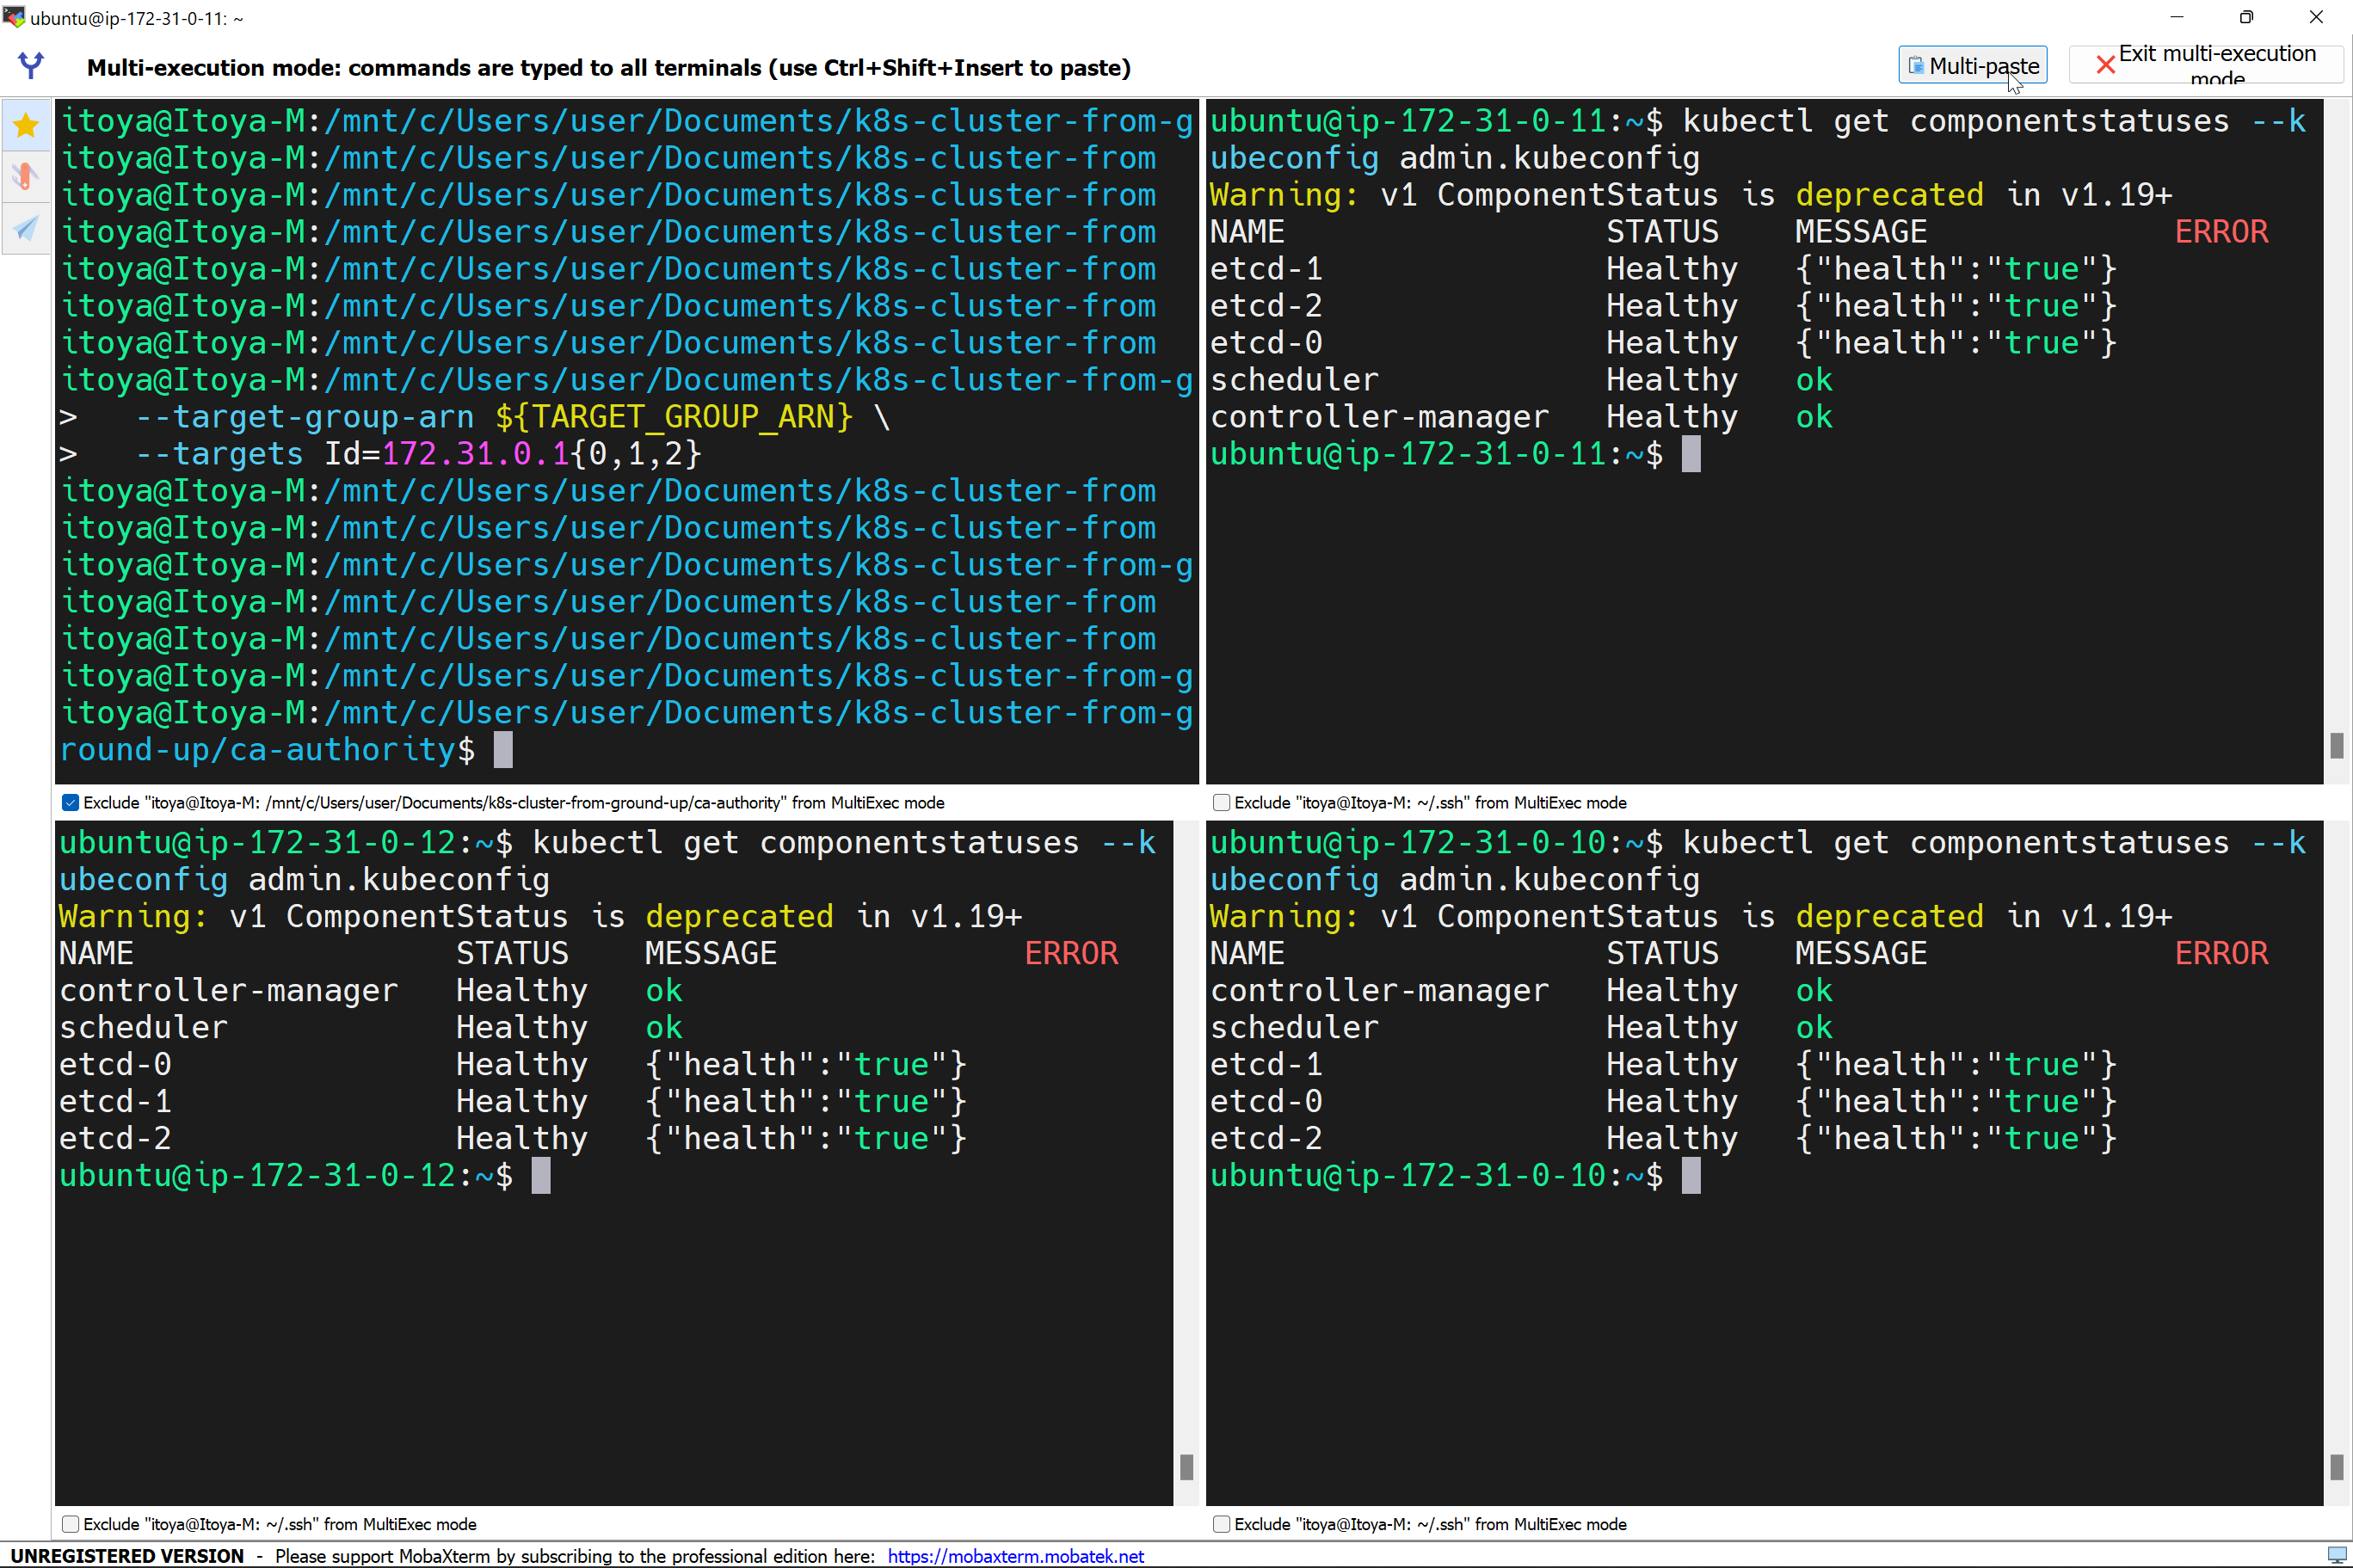 ubuntu@ip-172-31-0-11: ~
Multi-execution mode: commands are typed to all terminals (use Ctrl+Shift+Insert to paste)
Multi-paste
Exit multi-execution
mode
itoya@Itoya-M:/mnt/c/Users/user/Documents/k8s-cluster-from-g
itoya@Itoya-M:/mnt/c/Users/user/Documents/k8s-cluster-from
itoya@Itoya-M:/mnt/c/Users/user/Documents/k8s-cluster-from
itoya@Itoya-M:/mnt/c/Users/user/Documents/k8s-cluster-from
itoya@Itoya-M:/mnt/c/Users/user/Documents/k8s-cluster-from
itoya@Itoya-M:/mnt/c/Users/user/Documents/k8s-cluster-from
itoya@Itoya-M:/mnt/c/Users/user/Documents/k8s-cluster-from
itoya@Itoya-M:/mnt/c/Users/user/Documents/k8s-cluster-from-g
>   --target-group-arn ${TARGET_GROUP_ARN} \
>   --targets Id=172.31.0.1{0,1,2}
itoya@Itoya-M:/mnt/c/Users/user/Documents/k8s-cluster-from
itoya@Itoya-M:/mnt/c/Users/user/Documents/k8s-cluster-from
itoya@Itoya-M:/mnt/c/Users/user/Documents/k8s-cluster-from-g
itoya@Itoya-M:/mnt/c/Users/user/Documents/k8s-cluster-from
itoya@Itoya-M:/mnt/c/Users/user/Documents/k8s-cluster-from
itoya@Itoya-M:/mnt/c/Users/user/Documents/k8s-cluster-from-g
itoya@Itoya-M:/mnt/c/Users/user/Documents/k8s-cluster-from-g
round-up/ca-authority$
Exclude "itoya@Itoya-M: /mnt/c/Users/user/Documents/k8s-cluster-from-ground-up/ca-authority" from MultiExec mode
ubuntu@ip-172-31-0-11:~$ kubectl get componentstatuses --k
ubeconfig admin.kubeconfig
Warning: v1 ComponentStatus is deprecated in v1.19+
NAME STATUS MESSAGE ERROR
etcd-1 Healthy {"health":"true"}
etcd-2 Healthy {"health":"true"}
etcd-0 Healthy {"health":"true"}
scheduler Healthy ok
controller-manager Healthy ok
ubuntu@ip-172-31-0-11:~$
Exclude "itoya@Itoya-M: ~/.ssh" from MultiExec mode
ubuntu@ip-172-31-0-12:~$ kubectl get componentstatuses --k
ubeconfig admin.kubeconfig
Warning: v1 ComponentStatus is deprecated in v1.19+
NAME STATUS MESSAGE ERROR
controller-manager Healthy ok
scheduler Healthy ok
etcd-0 Healthy {"health":"true"}
etcd-1 Healthy {"health":"true"}
etcd-2 Healthy {"health":"true"}
ubuntu@ip-172-31-0-12:~$
Exclude "itoya@Itoya-M: ~/.ssh" from MultiExec mode
ubuntu@ip-172-31-0-10:~$ kubectl get componentstatuses --k
ubeconfig admin.kubeconfig
Warning: v1 ComponentStatus is deprecated in v1.19+
NAME STATUS MESSAGE ERROR
controller-manager Healthy ok
scheduler Healthy ok
etcd-1 Healthy {"health":"true"}
etcd-0 Healthy {"health":"true"}
etcd-2 Healthy {"health":"true"}
ubuntu@ip-172-31-0-10:~$
Exclude "itoya@Itoya-M: ~/.ssh" from MultiExec mode
UNREGISTERED VERSION - Please support MobaXterm by subscribing to the professional edition here: https://mobaxterm.mobatek.net